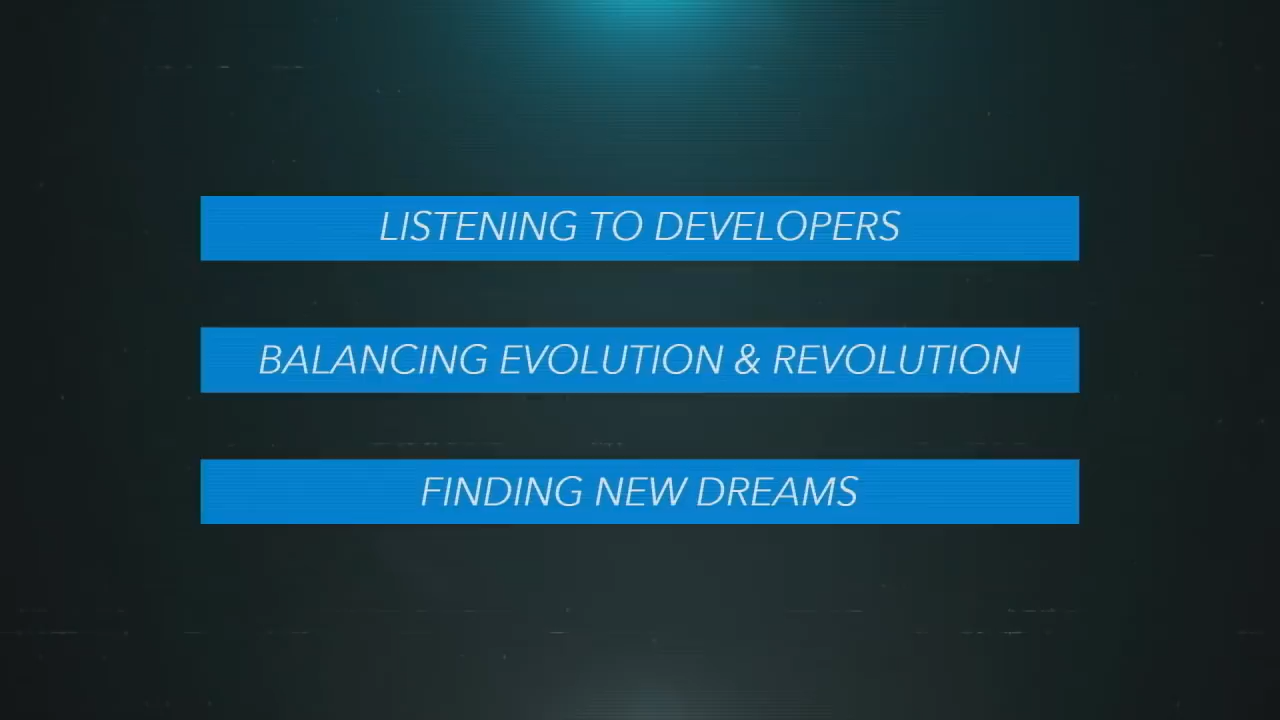 LISTENING TO DEVELOPERS
BALANCING EVOLUTION & REVOLUTION
FINDING NEW DREAMS